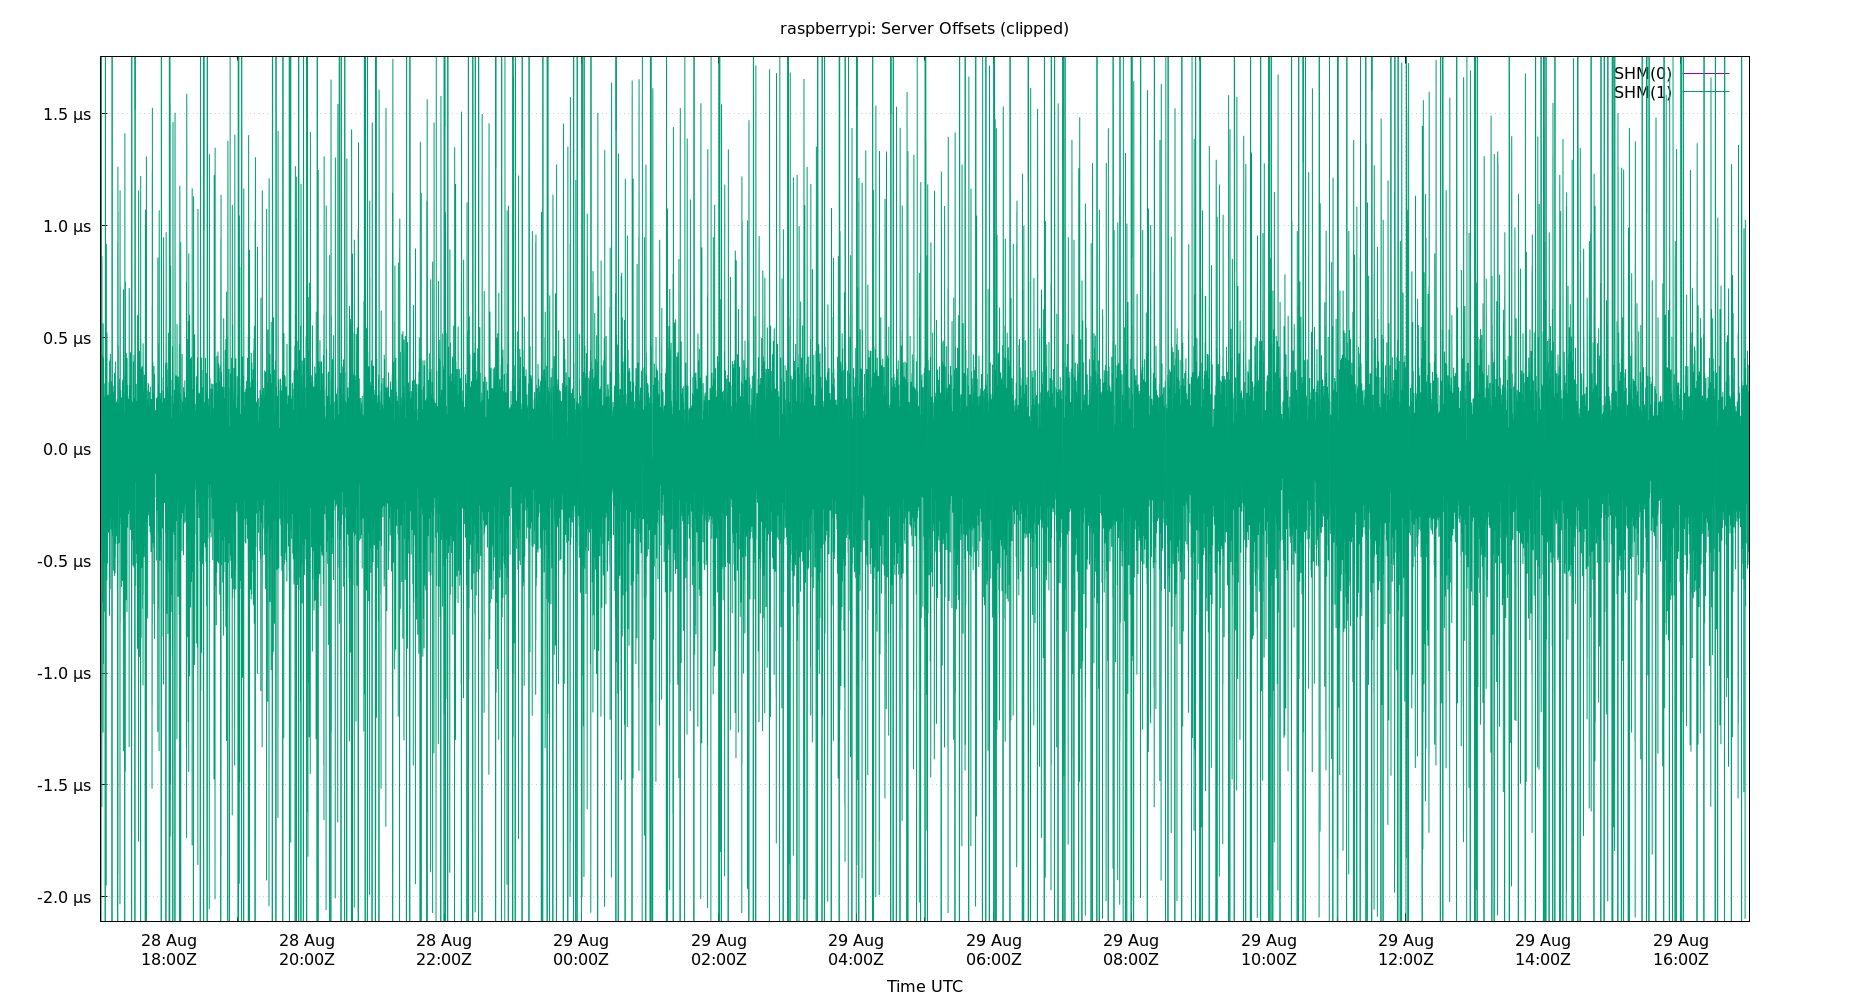 raspberrypi: Server Offsets (clipped)
SHM(0)
SHM(1)
1.5 µs
1.0 µs
0.5 µs
0.0 µs
-0.5 µs
-1.0 µs
-1.5 µs
-2.0 µs
28 Aug 28 Aug 28 Aug 29 Aug 29 Aug 29 Aug 29 Aug 29 Aug 29 Aug 29 Aug 29 Aug 29 Aug
18:00Z 20:00Z 22:00Z 00:00Z 02:00Z 04:00Z 06:00Z 08:00Z 10:00Z 12:00Z 14:00Z 16:00Z
Time UTC